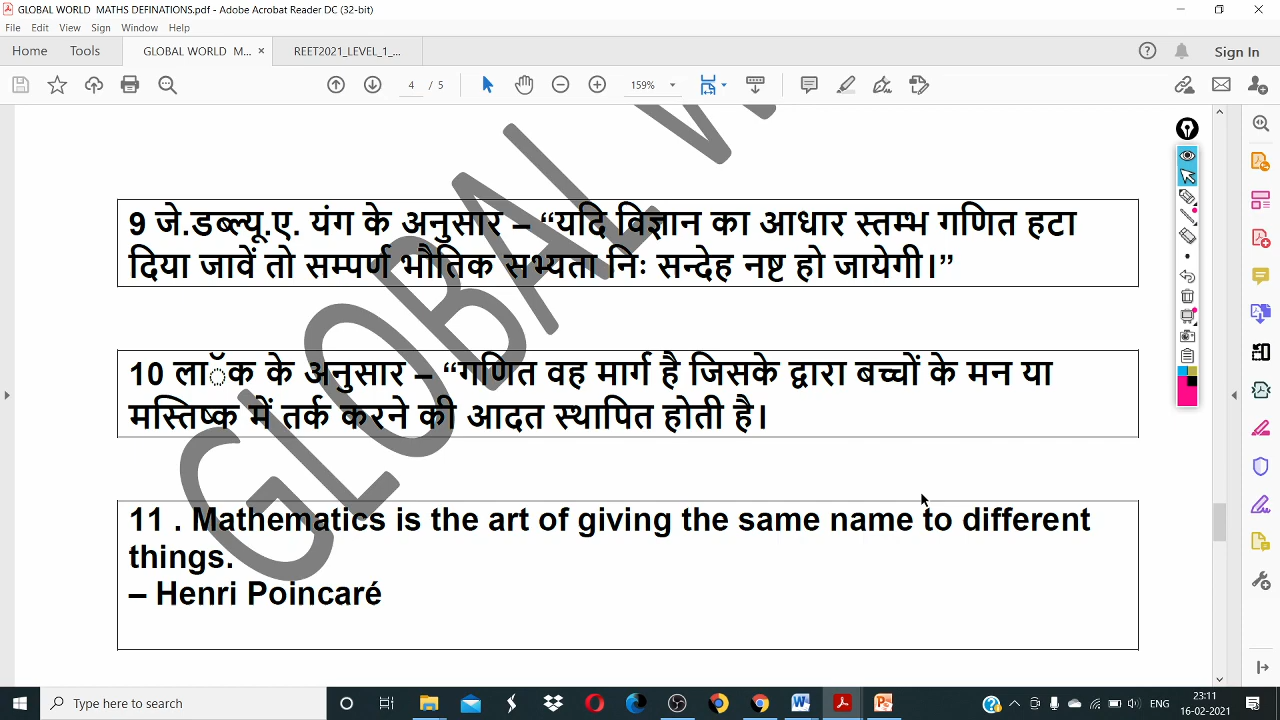 GLOBAL WORLD  MATHS DEFINATIONS.pdf - Adobe Acrobat Reader DC (32-bit)
File Edit View Sign Window Help
Home Tools GLOBAL WORLD M... × REET2021_LEVEL_1_... Sign In
4 / 5 159%
GLOBAL W
9 जे.डब्ल्यू.ए. यंग के अनुसार – “यदि विज्ञान का आधार स्तम्भ गणित हटा
दिया जावें तो सम्पर्ण भौतिक सभ्यता निः सन्देह नष्ट हो जायेगी।”
10 लाॅक के अनुसार – “गणित वह मार्ग है जिसके द्वारा बच्चों के मन या
मस्तिष्क में तर्क करने की आदत स्थापित होती है।
11 . Mathematics is the art of giving the same name to different
things.
– Henri Poincaré
Type here to search
ENG
23:11
16-02-2021